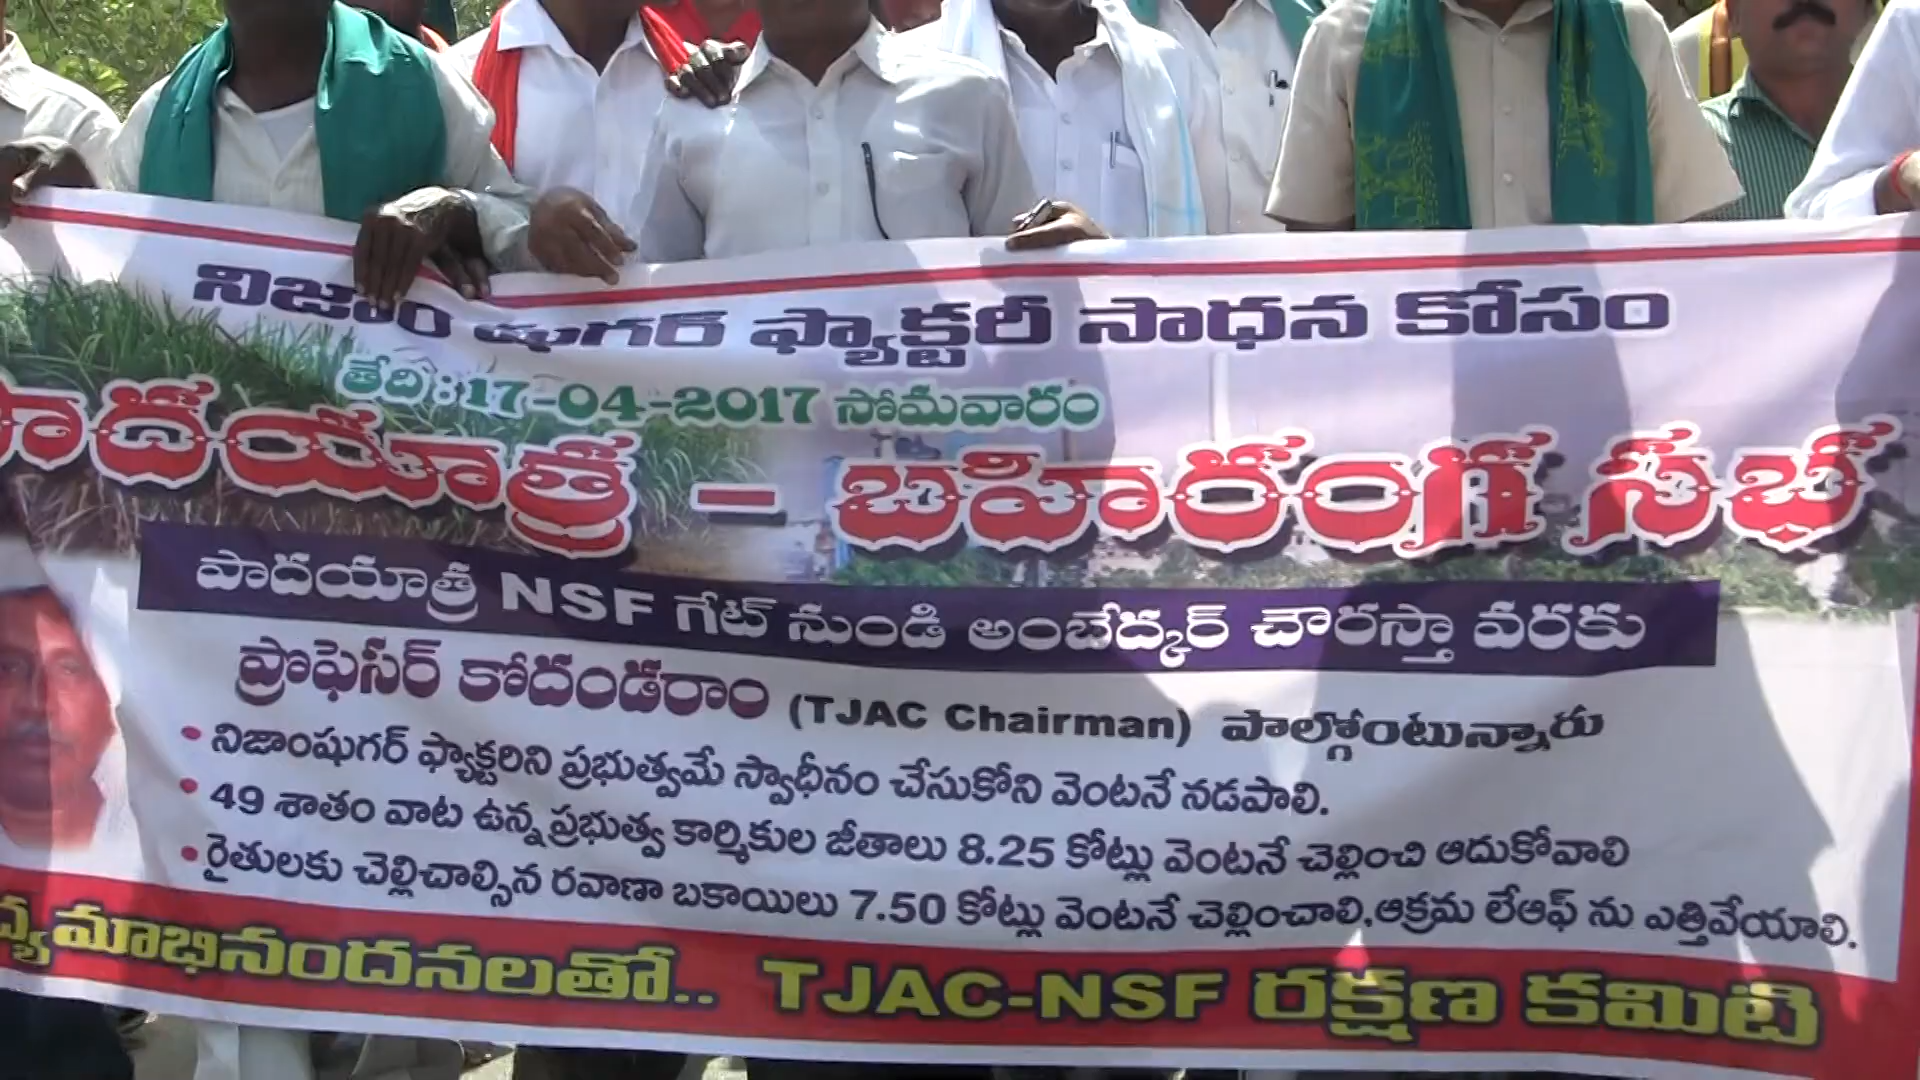 నిజాం షుగర్ ఫ్యాక్టరీ సాధన కోసం
తేది: 17-04-2017 సోమవారం
పాదయాత్ర - బహిరంగ సభ
పాదయాత్ర NSF గేట్ నుండి అంబేద్కర్ చౌరస్తా వరకు
ప్రొఫెసర్ కోదండరాం (TJAC Chairman) పాల్గోంటున్నారు
• నిజాంషుగర్ ఫ్యాక్టరిని ప్రభుత్వమే స్వాధీనం చేసుకోని వెంటనే నడపాలి.
• 49 శాతం వాట ఉన్న ప్రభుత్వ కార్మికుల జీతాలు 8.25 కోట్లు వెంటనే చెల్లించి ఆదుకోవాలి
• రైతులకు చెల్లిచాల్సిన రవాణా బకాయిలు 7.50 కోట్లు వెంటనే చెల్లించాలి,ఆక్రమ లేఆఫ్ ను ఎత్తివేయాలి.
ద్యమాభినందనలతో.. TJAC-NSF రక్షణ కమిటి